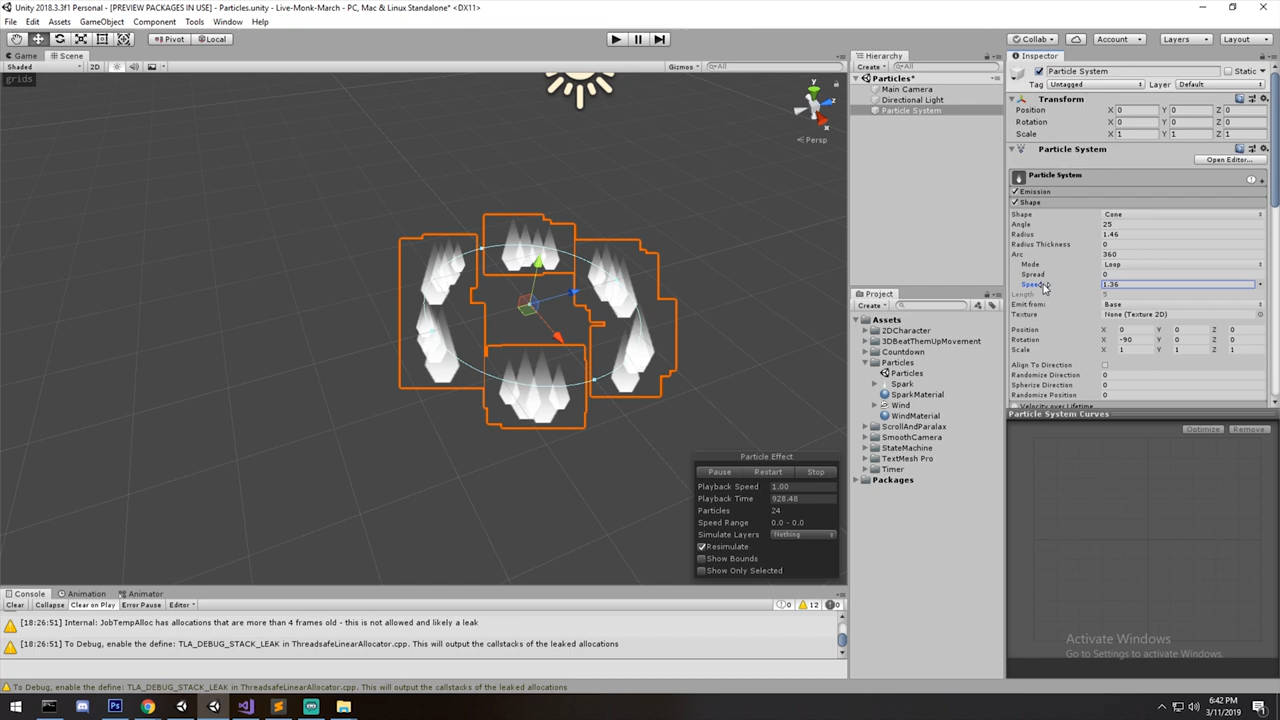 Unity 2018.3.3f1 Personal - [PREVIEW PACKAGES IN USE] - Particles.unity - Live-Monk-March - PC, Mac & Linux Standalone* <DX11>
File Edit Assets GameObject Component Tools Window Help
Pivot Local Collab Account Layers Layout
Game Scene
Shaded 2D Gizmos All
grids
y z x
Persp
Particle Effect
Pause Restart Stop
Playback Speed 1.00
Playback Time 928.48
Particles 24
Speed Range 0.0 - 0.0
Simulate Layers Nothing
Resimulate
Show Bounds
Show Only Selected
Hierarchy
Create All
Particles*
Main Camera
Directional Light
Particle System
Project
Create
Assets
2DCharacter
3DBeatThemUpMovement
Countdown
Particles
Particles
Spark
SparkMaterial
Wind
WindMaterial
ScrollAndParalax
SmoothCamera
StateMachine
TextMesh Pro
Timer
Packages
Inspector
Particle System Static
Tag Untagged Layer Default
Transform
Position X 0 Y 0 Z 0
Rotation X 0 Y 0 Z 0
Scale X 1 Y 1 Z 1
Particle System
Open Editor...
Particle System
Emission
Shape
Shape Cone
Angle 25
Radius 1.46
Radius Thickness 0
Arc 360
Mode Loop
Spread 0
Speed 1.36
Length 5
Emit from: Base
Texture None (Texture 2D)
Position X 0 Y 0 Z 0
Rotation X -90 Y 0 Z 0
Scale X 1 Y 1 Z 1
Align To Direction
Randomize Direction 0
Spherize Direction 0
Randomize Position 0
Velocity over Lifetime
Particle System Curves
Optimize Remove
Activate Windows
Go to Settings to activate Windows.
Console Animation Animator
Clear Collapse Clear on Play Error Pause Editor 0 12 0
[18:26:51] Internal: JobTempAlloc has allocations that are more than 4 frames old - this is not allowed and likely a leak
[18:26:51] To Debug, enable the define: TLA_DEBUG_STACK_LEAK in ThreadsafeLinearAllocator.cpp. This will output the callstacks of the leaked allocations
To Debug, enable the define: TLA_DEBUG_STACK_LEAK in ThreadsafeLinearAllocator.cpp. This will output the callstacks of the leaked allocations
Ps
6:42 PM
3/11/2019